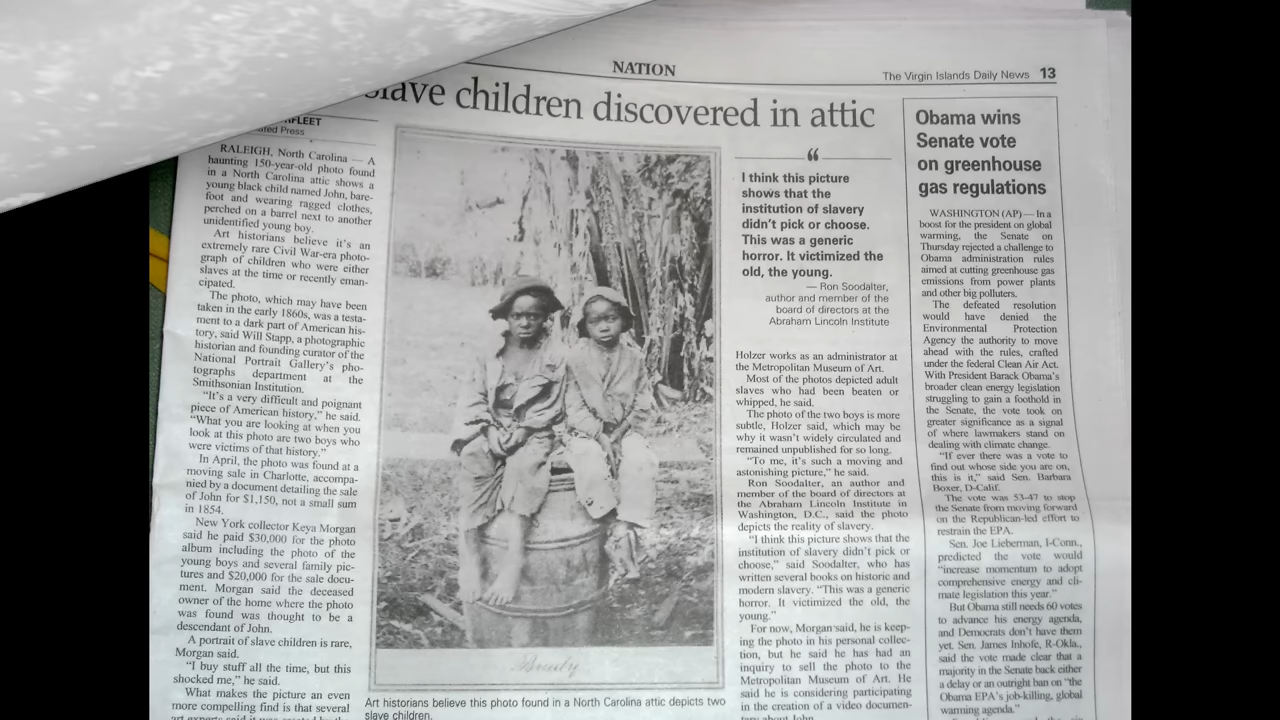 NATION
The Virgin Islands Daily News 13
slave children discovered in attic
RFLEET
ated Press
RALEIGH, North Carolina — A
haunting 150-year-old photo found
in a North Carolina attic shows a
young black child named John, bare-
foot and wearing ragged clothes,
perched on a barrel next to another
unidentified young boy.
Art historians believe it's an
extremely rare Civil War-era photo-
graph of children who were either
slaves at the time or recently eman-
cipated.
The photo, which may have been
taken in the early 1860s, was a testa-
ment to a dark part of American his-
tory, said Will Stapp, a photographic
historian and founding curator of the
National Portrait Gallery's pho-
tographs department at the
Smithsonian Institution.
"It's a very difficult and poignant
piece of American history," he said.
"What you are looking at when you
look at this photo are two boys who
were victims of that history."
In April, the photo was found at a
moving sale in Charlotte, accompa-
nied by a document detailing the sale
of John for $1,150, not a small sum
in 1854.
New York collector Keya Morgan
said he paid $30,000 for the photo
album including the photo of the
young boys and several family pic-
tures and $20,000 for the sale docu-
ment. Morgan said the deceased
owner of the home where the photo
was found was thought to be a
descendant of John.
A portrait of slave children is rare,
Morgan said.
"I buy stuff all the time, but this
shocked me," he said.
What makes the picture an even
more compelling find is that several
Art historians believe this photo found in a North Carolina attic depicts two
slave children.
“
I think this picture
shows that the
institution of slavery
didn't pick or choose.
This was a generic
horror. It victimized the
old, the young.
— Ron Soodalter,
author and member of the
board of directors at the
Abraham Lincoln Institute
Holzer works as an administrator at
the Metropolitan Museum of Art.
Most of the photos depicted adult
slaves who had been beaten or
whipped, he said.
The photo of the two boys is more
subtle, Holzer said, which may be
why it wasn't widely circulated and
remained unpublished for so long.
"To me, it's such a moving and
astonishing picture," he said.
Ron Soodalter, an author and
member of the board of directors at
the Abraham Lincoln Institute in
Washington, D.C., said the photo
depicts the reality of slavery.
"I think this picture shows that the
institution of slavery didn't pick or
choose," said Soodalter, who has
written several books on historic and
modern slavery. "This was a generic
horror. It victimized the old, the
young."
For now, Morgan said, he is keep-
ing the photo in his personal collec-
tion, but he said he has had an
inquiry to sell the photo to the
Metropolitan Museum of Art. He
said he is considering participating
in the creation of a video documen-
tary about John.
Obama wins
Senate vote
on greenhouse
gas regulations
WASHINGTON (AP) — In a
boost for the president on global
warming, the Senate on
Thursday rejected a challenge to
Obama administration rules
aimed at cutting greenhouse gas
emissions from power plants
and other big polluters.
The defeated resolution
would have denied the
Environmental Protection
Agency the authority to move
ahead with the rules, crafted
under the federal Clean Air Act.
With President Barack Obama's
broader clean energy legislation
struggling to gain a foothold in
the Senate, the vote took on
greater significance as a signal
of where lawmakers stand on
dealing with climate change.
"If ever there was a vote to
find out whose side you are on,
this is it," said Sen. Barbara
Boxer, D-Calif.
The vote was 53-47 to stop
the Senate from moving forward
on the Republican-led effort to
restrain the EPA.
Sen. Joe Lieberman, I-Conn.,
predicted the vote would
"increase momentum to adopt
comprehensive energy and cli-
mate legislation this year."
But Obama still needs 60 votes
to advance his energy agenda,
and Democrats don't have them
yet. Sen. James Inhofe, R-Okla.,
said the vote made clear that a
majority in the Senate back either
a delay or an outright ban on "the
Obama EPA's job-killing, global
warming agenda."